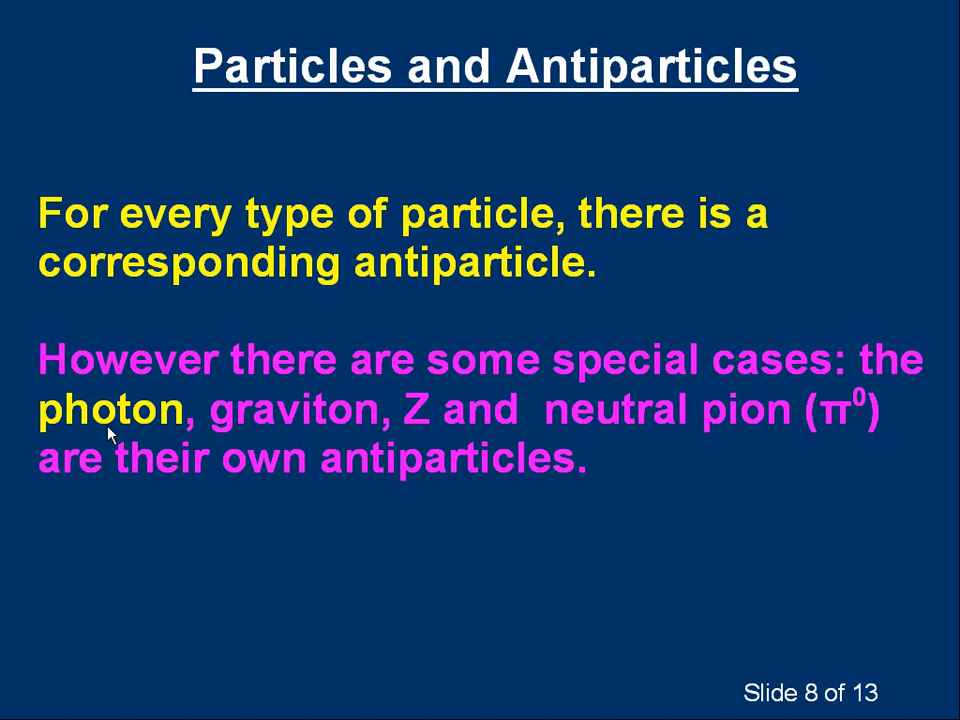 Particles and Antiparticles
For every type of particle, there is a
corresponding antiparticle.
However there are some special cases: the
photon, graviton, Z and  neutral pion (π⁰)
are their own antiparticles.
Slide 8 of 13